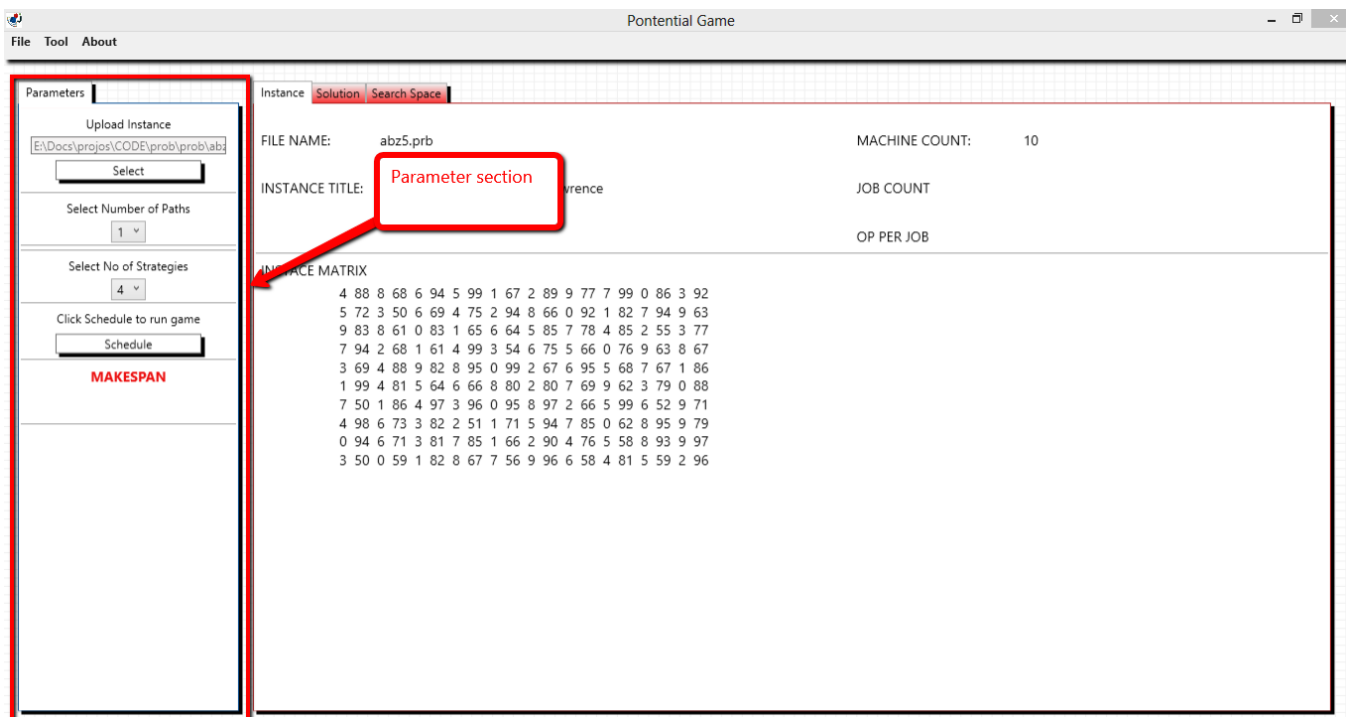 Pontential Game
File Tool About
Parameters
Upload Instance
E:\Docs\projos\CODE\prob\prob\abz
Select
Select Number of Paths
1
Select No of Strategies
4
Click Schedule to run game
Schedule
MAKESPAN
Instance Solution Search Space
FILE NAME: abz5.prb MACHINE COUNT: 10
Parameter section
INSTANCE TITLE: wrence JOB COUNT
OP PER JOB
INSTACE MATRIX
4 88 8 68 6 94 5 99 1 67 2 89 9 77 7 99 0 86 3 92
5 72 3 50 6 69 4 75 2 94 8 66 0 92 1 82 7 94 9 63
9 83 8 61 0 83 1 65 6 64 5 85 7 78 4 85 2 55 3 77
7 94 2 68 1 61 4 99 3 54 6 75 5 66 0 76 9 63 8 67
3 69 4 88 9 82 8 95 0 99 2 67 6 95 5 68 7 67 1 86
1 99 4 81 5 64 6 66 8 80 2 80 7 69 9 62 3 79 0 88
7 50 1 86 4 97 3 96 0 95 8 97 2 66 5 99 6 52 9 71
4 98 6 73 3 82 2 51 1 71 5 94 7 85 0 62 8 95 9 79
0 94 6 71 3 81 7 85 1 66 2 90 4 76 5 58 8 93 9 97
3 50 0 59 1 82 8 67 7 56 9 96 6 58 4 81 5 59 2 96